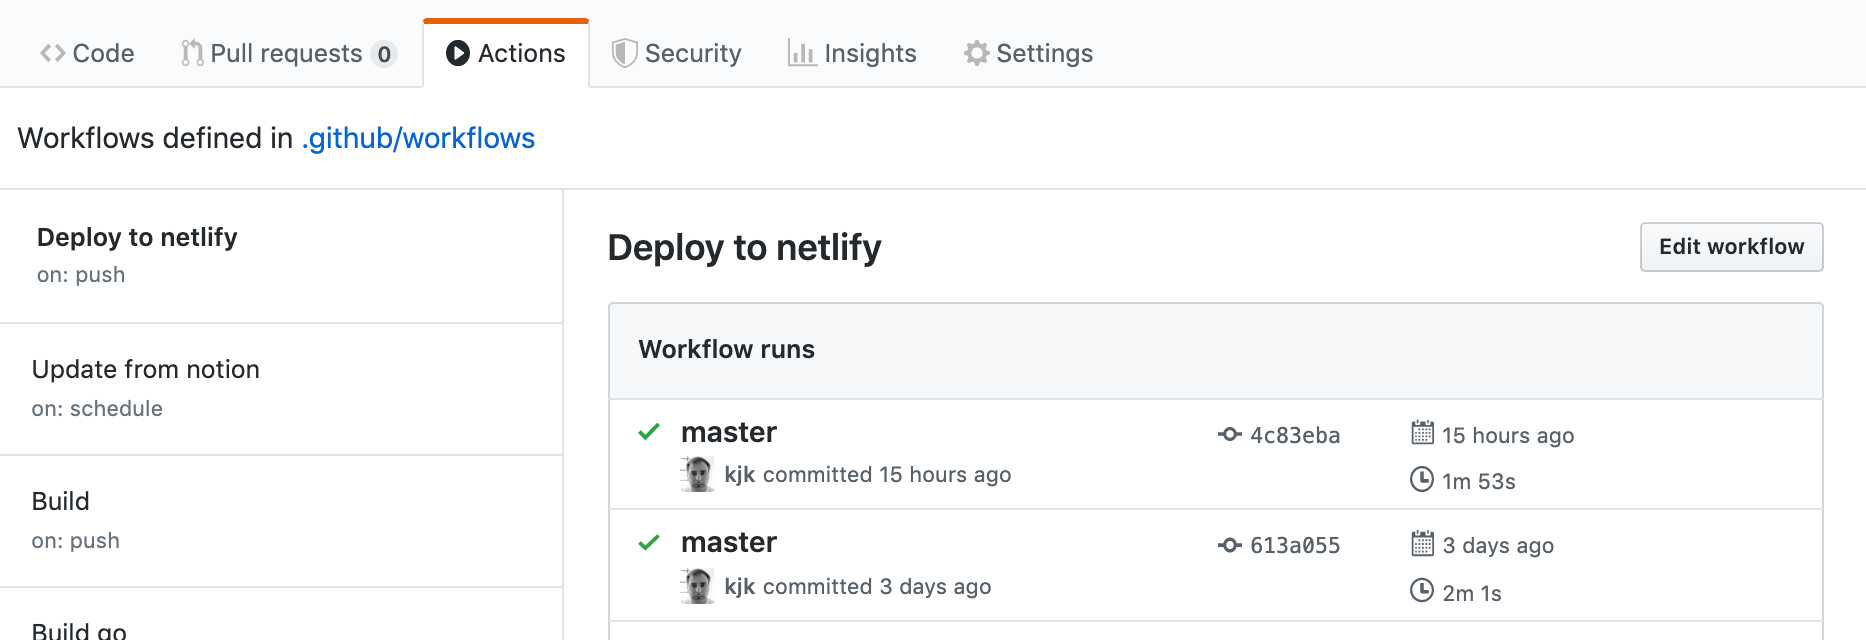 Code Pull requests 0 Actions Security Insights Settings
Workflows defined in .github/workflows
Deploy to netlify
on: push
Update from notion
on: schedule
Build
on: push
Build go
Deploy to netlify
Edit workflow
Workflow runs
master 4c83eba 15 hours ago
kjk committed 15 hours ago 1m 53s
master 613a055 3 days ago
kjk committed 3 days ago 2m 1s